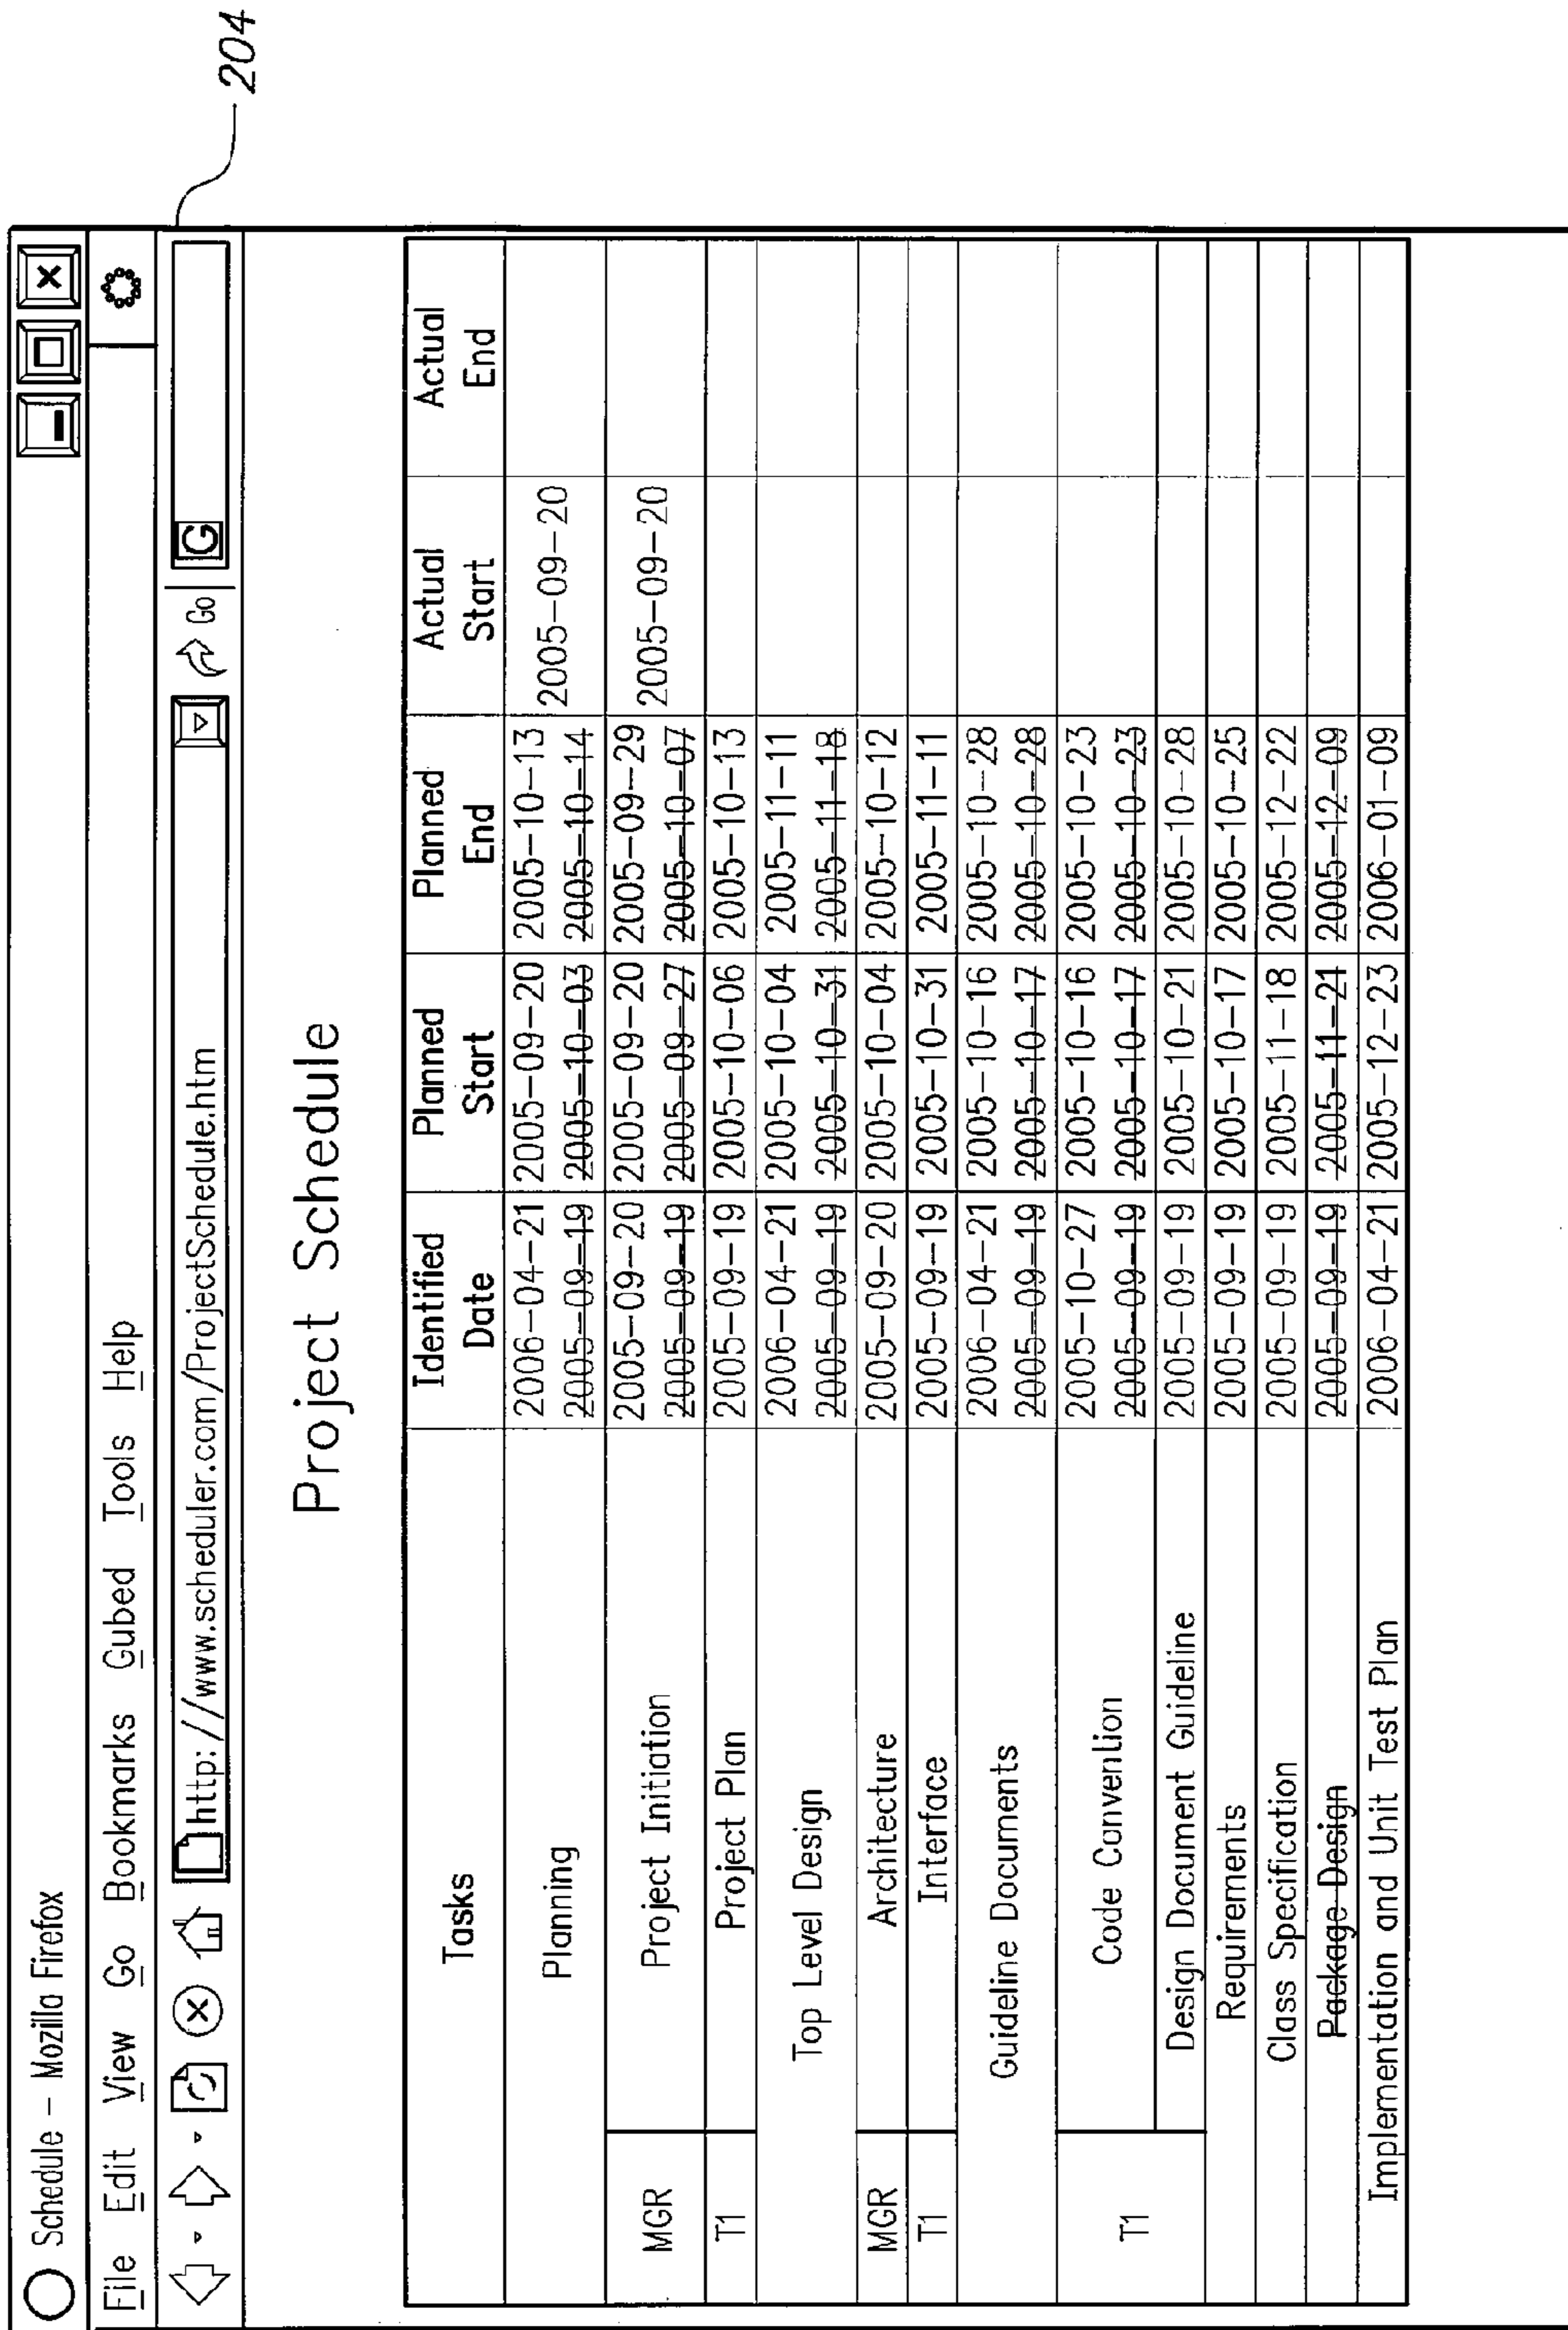 Schedule – Mozilla Firefox
File Edit View Go Bookmarks Gubed Tools Help
http://www.scheduler.com/ProjectSchedule.htm Go G
204
Project Schedule
Tasks Identified Date Planned Start Planned End Actual Start Actual End
Planning 2006-04-21 2005-09-20 2005-10-13 2005-09-20
2005-09-19 2005-10-03 2005-10-14
MGR Project Initiation 2005-09-20 2005-09-20 2005-09-29 2005-09-20
2005-09-19 2005-09-27 2005-10-07
T1 Project Plan 2005-09-19 2005-10-06 2005-10-13
Top Level Design 2006-04-21 2005-10-04 2005-11-11
2005-09-19 2005-10-31 2005-11-18
MGR Architecture 2005-09-20 2005-10-04 2005-10-12
T1 Interface 2005-09-19 2005-10-31 2005-11-11
Guideline Documents 2006-04-21 2005-10-16 2005-10-28
2005-09-19 2005-10-17 2005-10-28
T1 Code Convention 2005-10-27 2005-10-16 2005-10-23
2005-09-19 2005-10-17 2005-10-23
Design Document Guideline 2005-09-19 2005-10-21 2005-10-28
Requirements 2005-09-19 2005-10-17 2005-10-25
Class Specification 2005-09-19 2005-11-18 2005-12-22
Package Design 2005-09-19 2005-11-21 2005-12-09
Implementation and Unit Test Plan 2006-04-21 2005-12-23 2006-01-09